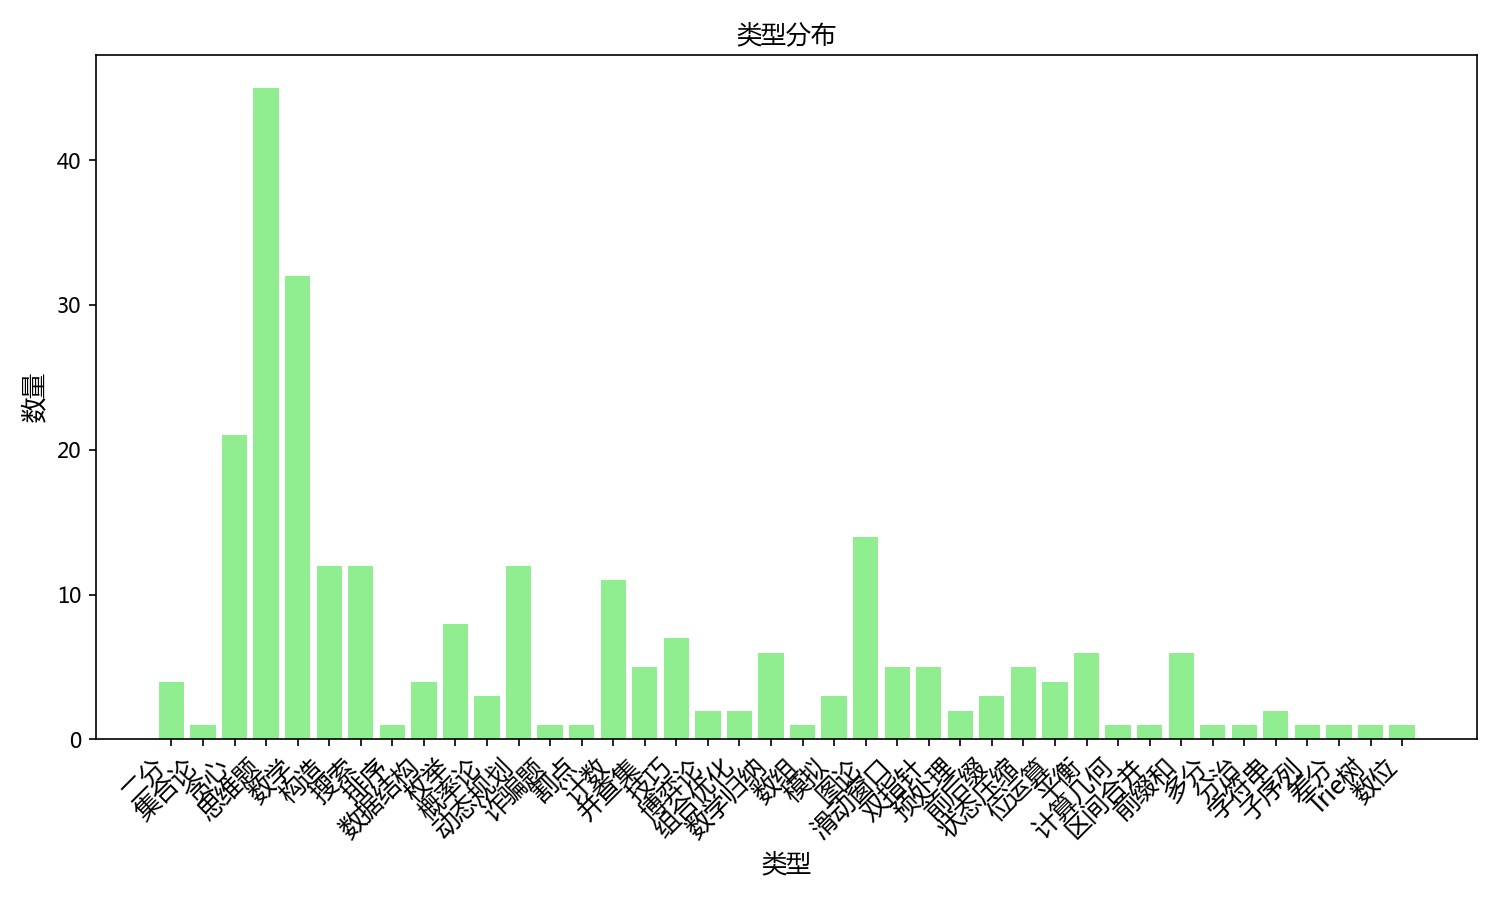 类型分布
数量
40
30
20
10
0
二分
集合论
贪心
思维题
数学
构造
搜索
排序
数据结构
枚举
概率论
动态规划
诈骗题
割点
计数
并查集
技巧
博弈论
组合优化
数学归纳
数组
模拟
图论
滑动窗口
双指针
预处理
前后缀
状态压缩
位运算
平衡
计算几何
区间合并
前缀和
多分
分治
字符串
子序列
差分
Trie树
数位
类型